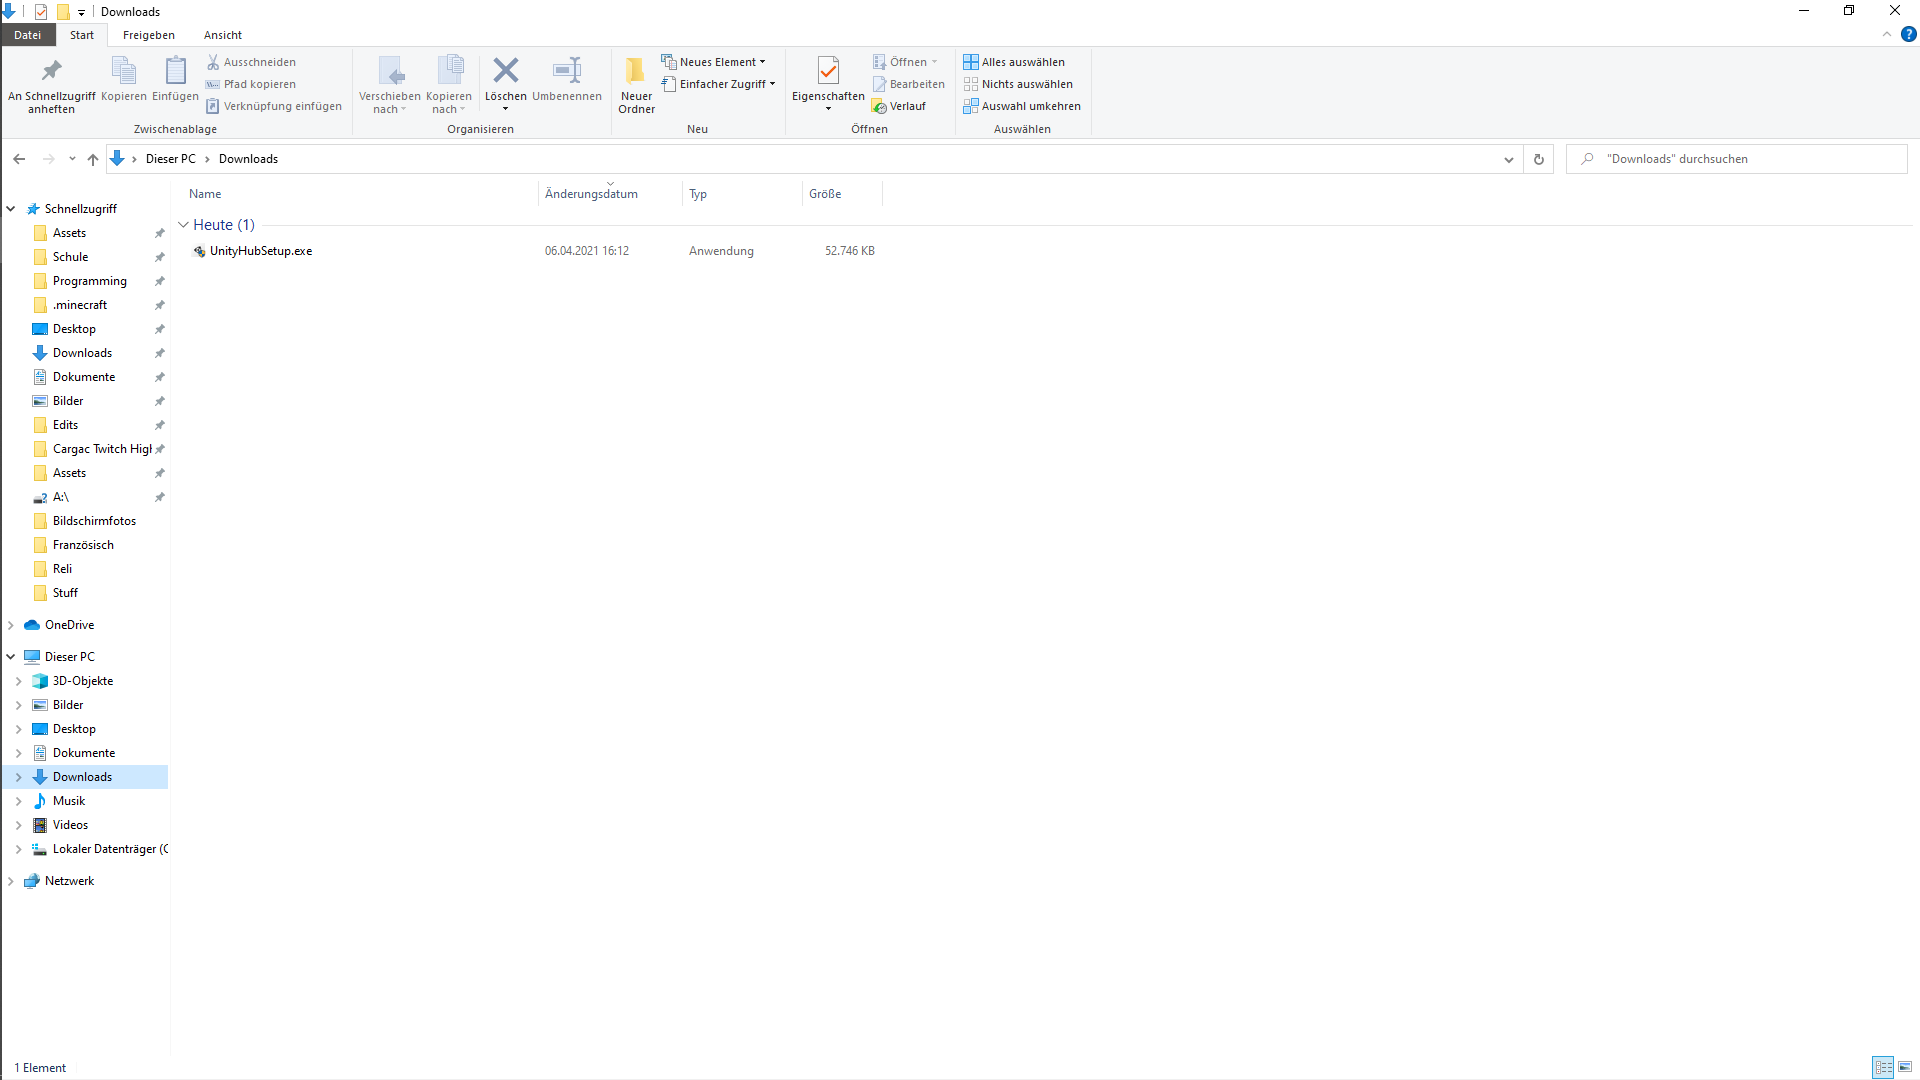 Downloads
Datei Start Freigeben Ansicht
An Schnellzugriff anheften
Kopieren
Einfügen
Ausschneiden
Pfad kopieren
Verknüpfung einfügen
Zwischenablage
Verschieben nach
Kopieren nach
Löschen
Umbenennen
Organisieren
Neuer Ordner
Neues Element
Einfacher Zugriff
Neu
Eigenschaften
Öffnen
Bearbeiten
Verlauf
Öffnen
Alles auswählen
Nichts auswählen
Auswahl umkehren
Auswählen
Dieser PC > Downloads
"Downloads" durchsuchen
Schnellzugriff
Assets
Schule
Programming
.minecraft
Desktop
Downloads
Dokumente
Bilder
Edits
Cargac Twitch High
Assets
A:\
Bildschirmfotos
Französisch
Reli
Stuff
OneDrive
Dieser PC
3D-Objekte
Bilder
Desktop
Dokumente
Downloads
Musik
Videos
Lokaler Datenträger (C
Netzwerk
Name Änderungsdatum Typ Größe
Heute (1)
UnityHubSetup.exe 06.04.2021 16:12 Anwendung 52.746 KB
1 Element